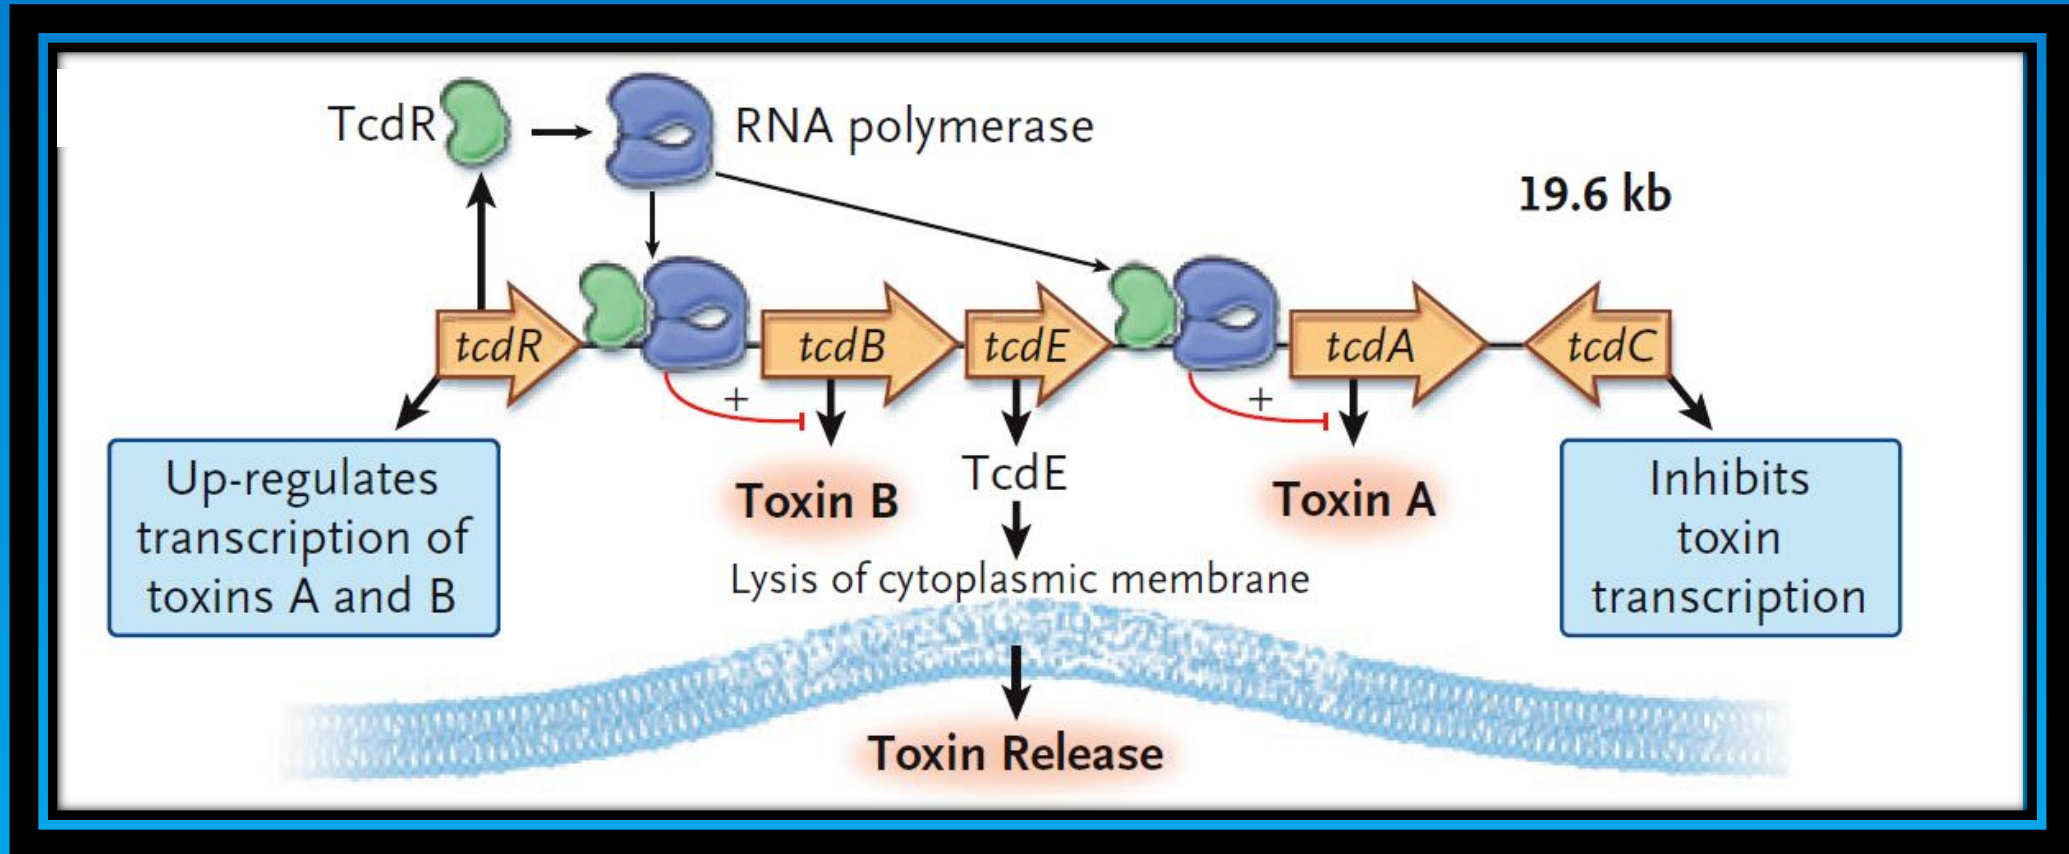 TcdR
RNA polymerase
19.6 kb
tcdR
tcdB
tcdE
tcdA
tcdC
+
+
Up-regulates
transcription of
toxins A and B
Toxin B
TcdE
Toxin A
Inhibits
toxin
transcription
Lysis of cytoplasmic membrane
Toxin Release